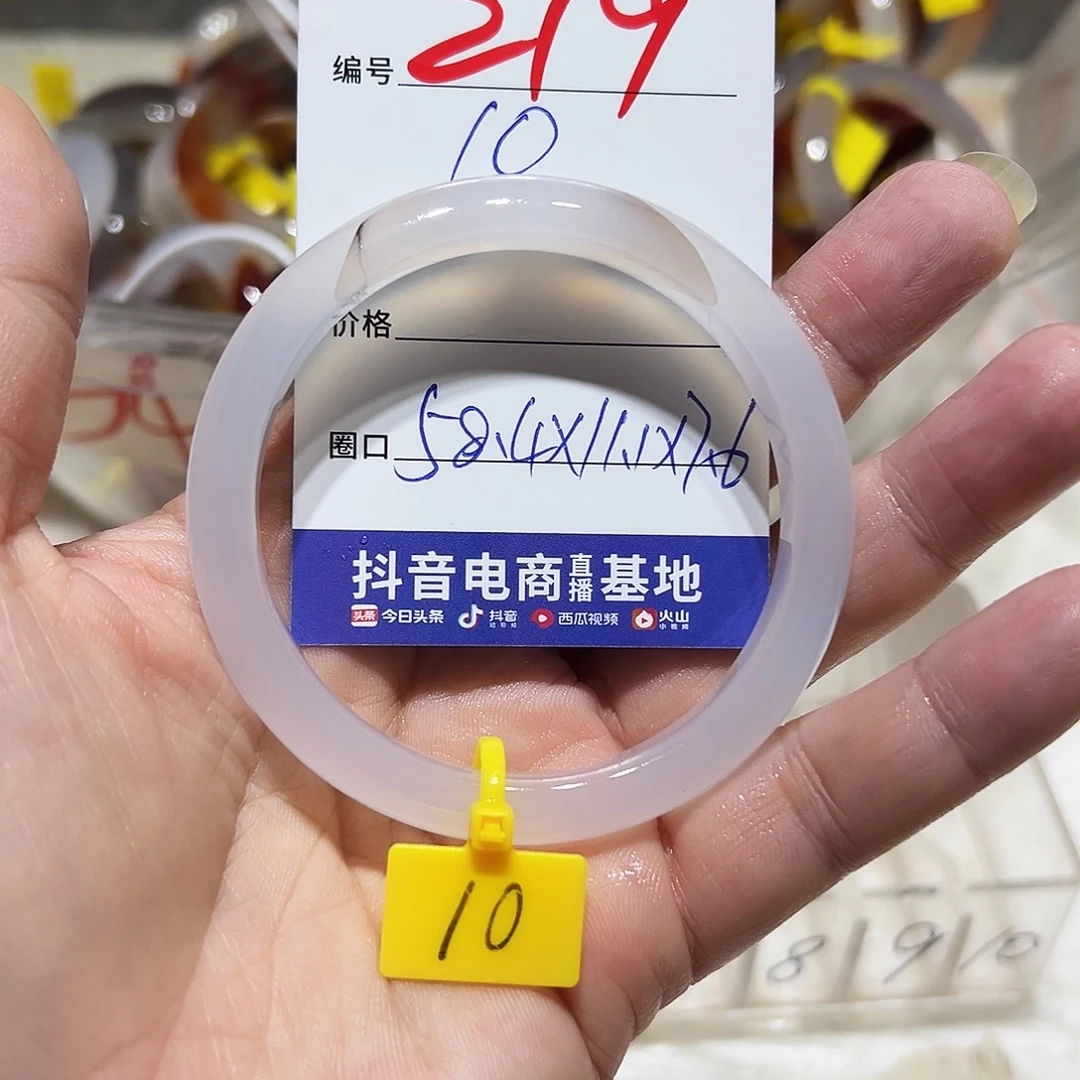 编号 219
10
价格
圈口 58.4X11.1X7.6
抖音电商直播基地
头条 今日头条 抖音 西瓜视频 火山
10
8 9 10